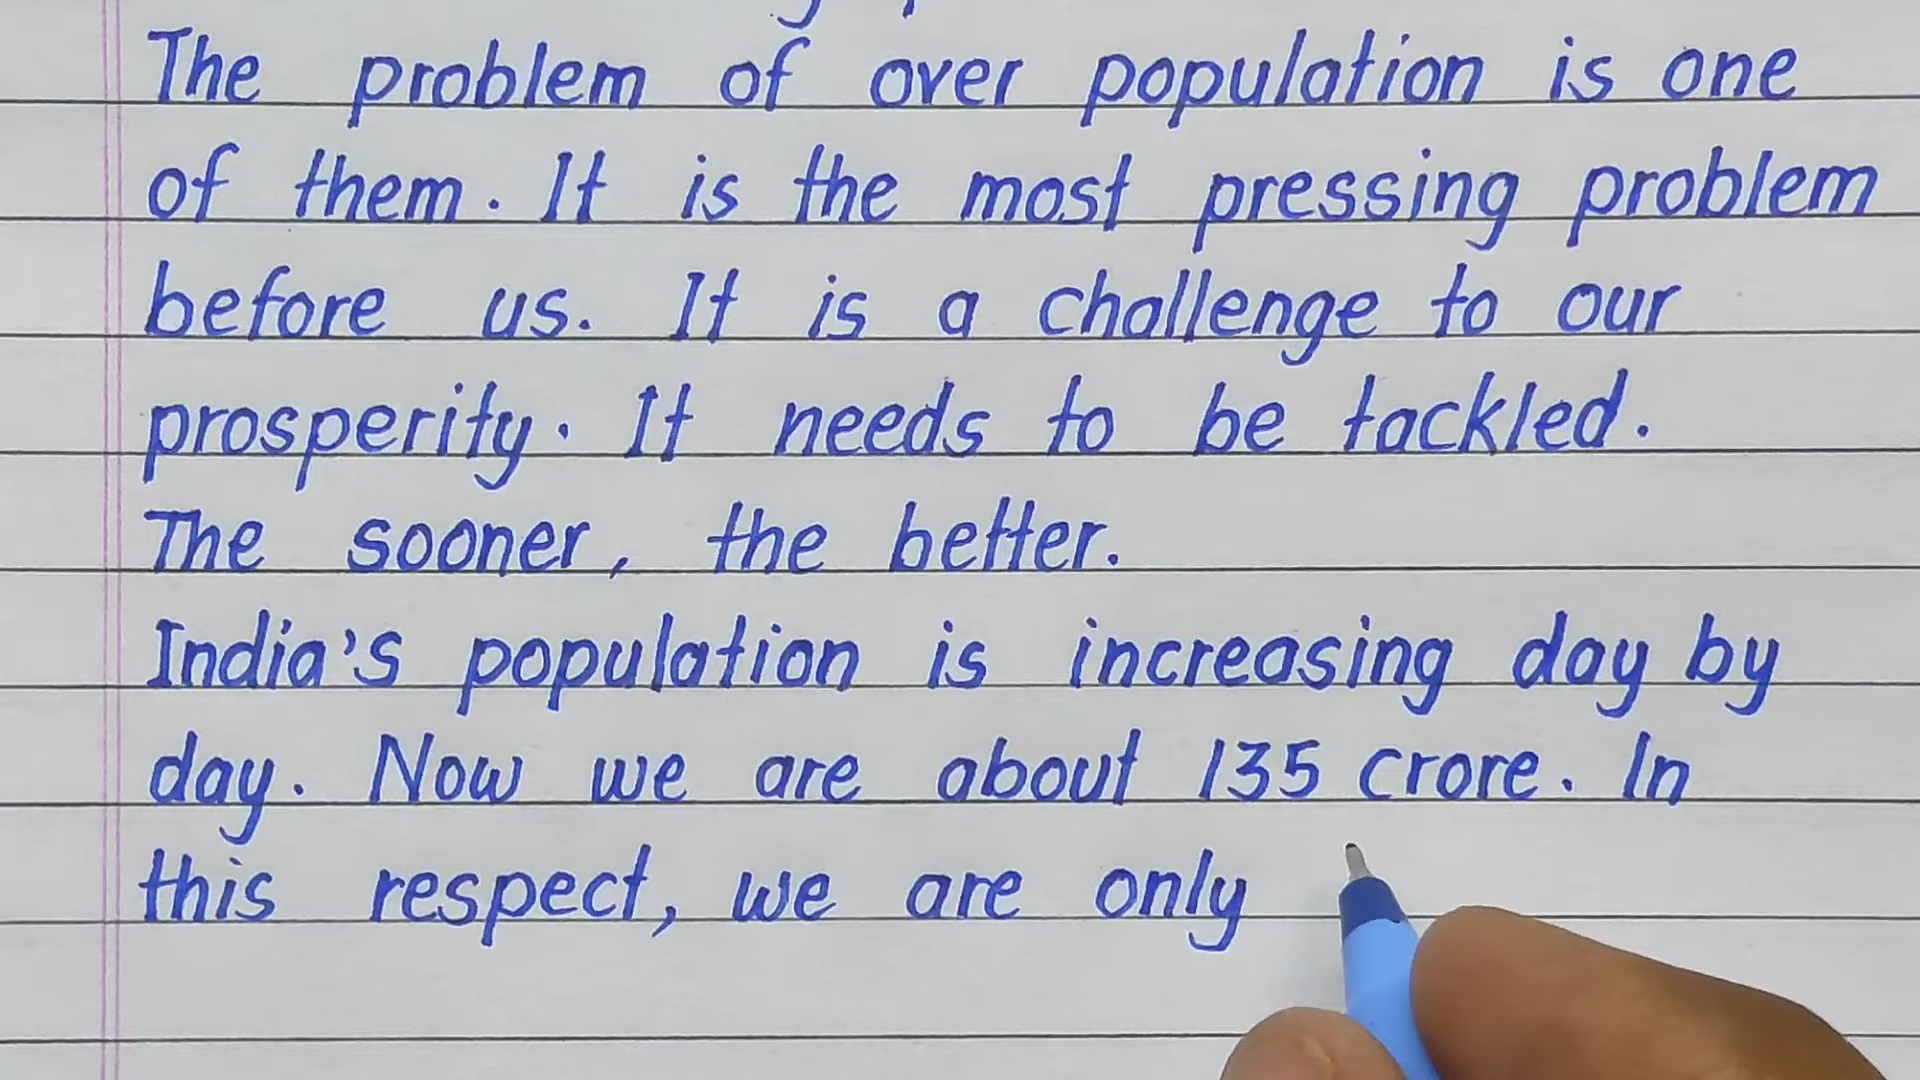 The problem of over population is one
of them. It is the most pressing problem
before us. It is a challenge to our
prosperity. It needs to be tackled.
The sooner, the better.
India's population is increasing day by
day. Now we are about 135 crore. In
this respect, we are only